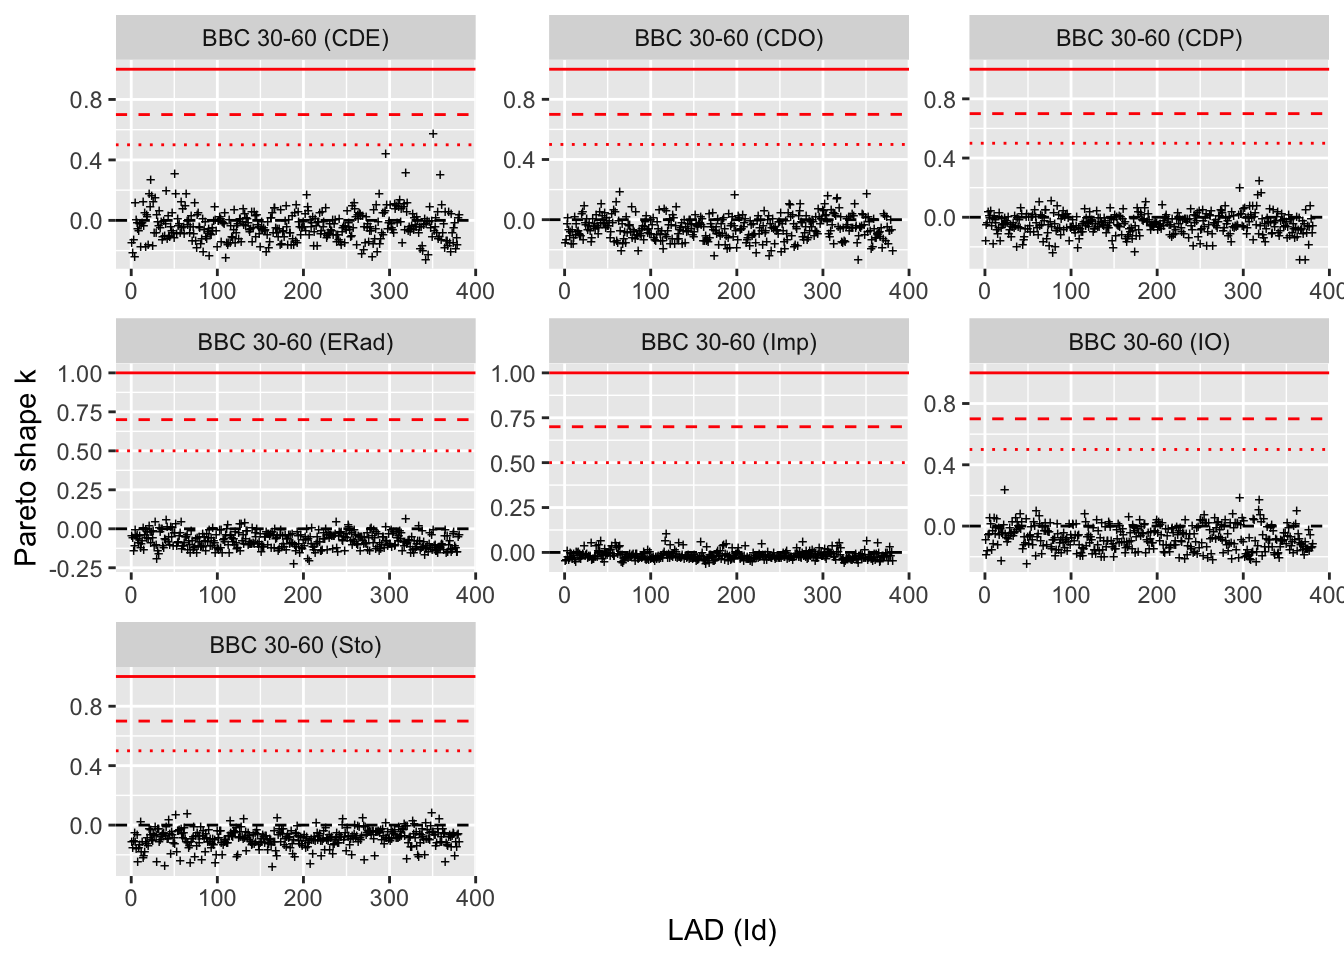 BBC 30-60 (CDE) BBC 30-60 (CDO) BBC 30-60 (CDP)
0.8 0.8 0.8
0.4 0.4 0.4
0.0 0.0 0.0
0 100 200 300 400 0 100 200 300 400 0 100 200 300 400
BBC 30-60 (ERad) BBC 30-60 (Imp) BBC 30-60 (IO)
1.00 1.00
0.75 0.75 0.8
0.50 0.50 0.4
0.25 0.25
0.00 0.00 0.0
-0.25
0 100 200 300 400 0 100 200 300 400 0 100 200 300 400
Pareto shape k
BBC 30-60 (Sto)
0.8
0.4
0.0
0 100 200 300 400
LAD (Id)